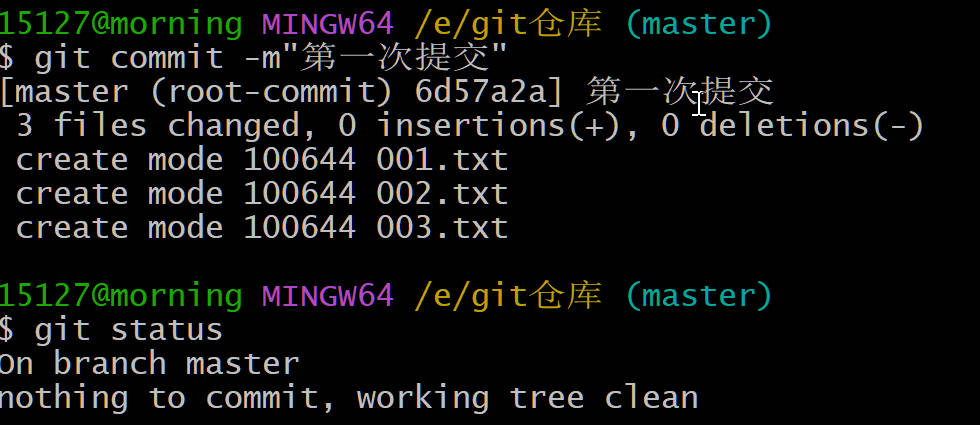 15127@morning MINGW64 /e/git仓库 (master)
$ git commit -m"第一次提交"
[master (root-commit) 6d57a2a] 第一次提交
3 files changed, 0 insertions(+), 0 deletions(-)
create mode 100644 001.txt
create mode 100644 002.txt
create mode 100644 003.txt
15127@morning MINGW64 /e/git仓库 (master)
$ git status
On branch master
nothing to commit, working tree clean